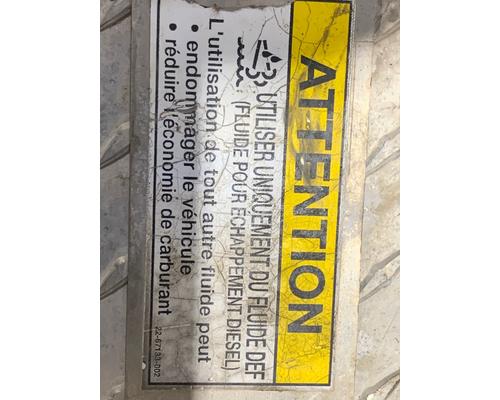 ATTENTION
UTILISER UNIQUEMENT DU FLUIDE DEF
(FLUIDE POUR ÉCHAPPEMENT DIESEL)
L'utilisation de tout autre fluide peut
• endommager le véhicule
• réduire l'économie de carburant
22-67133-002